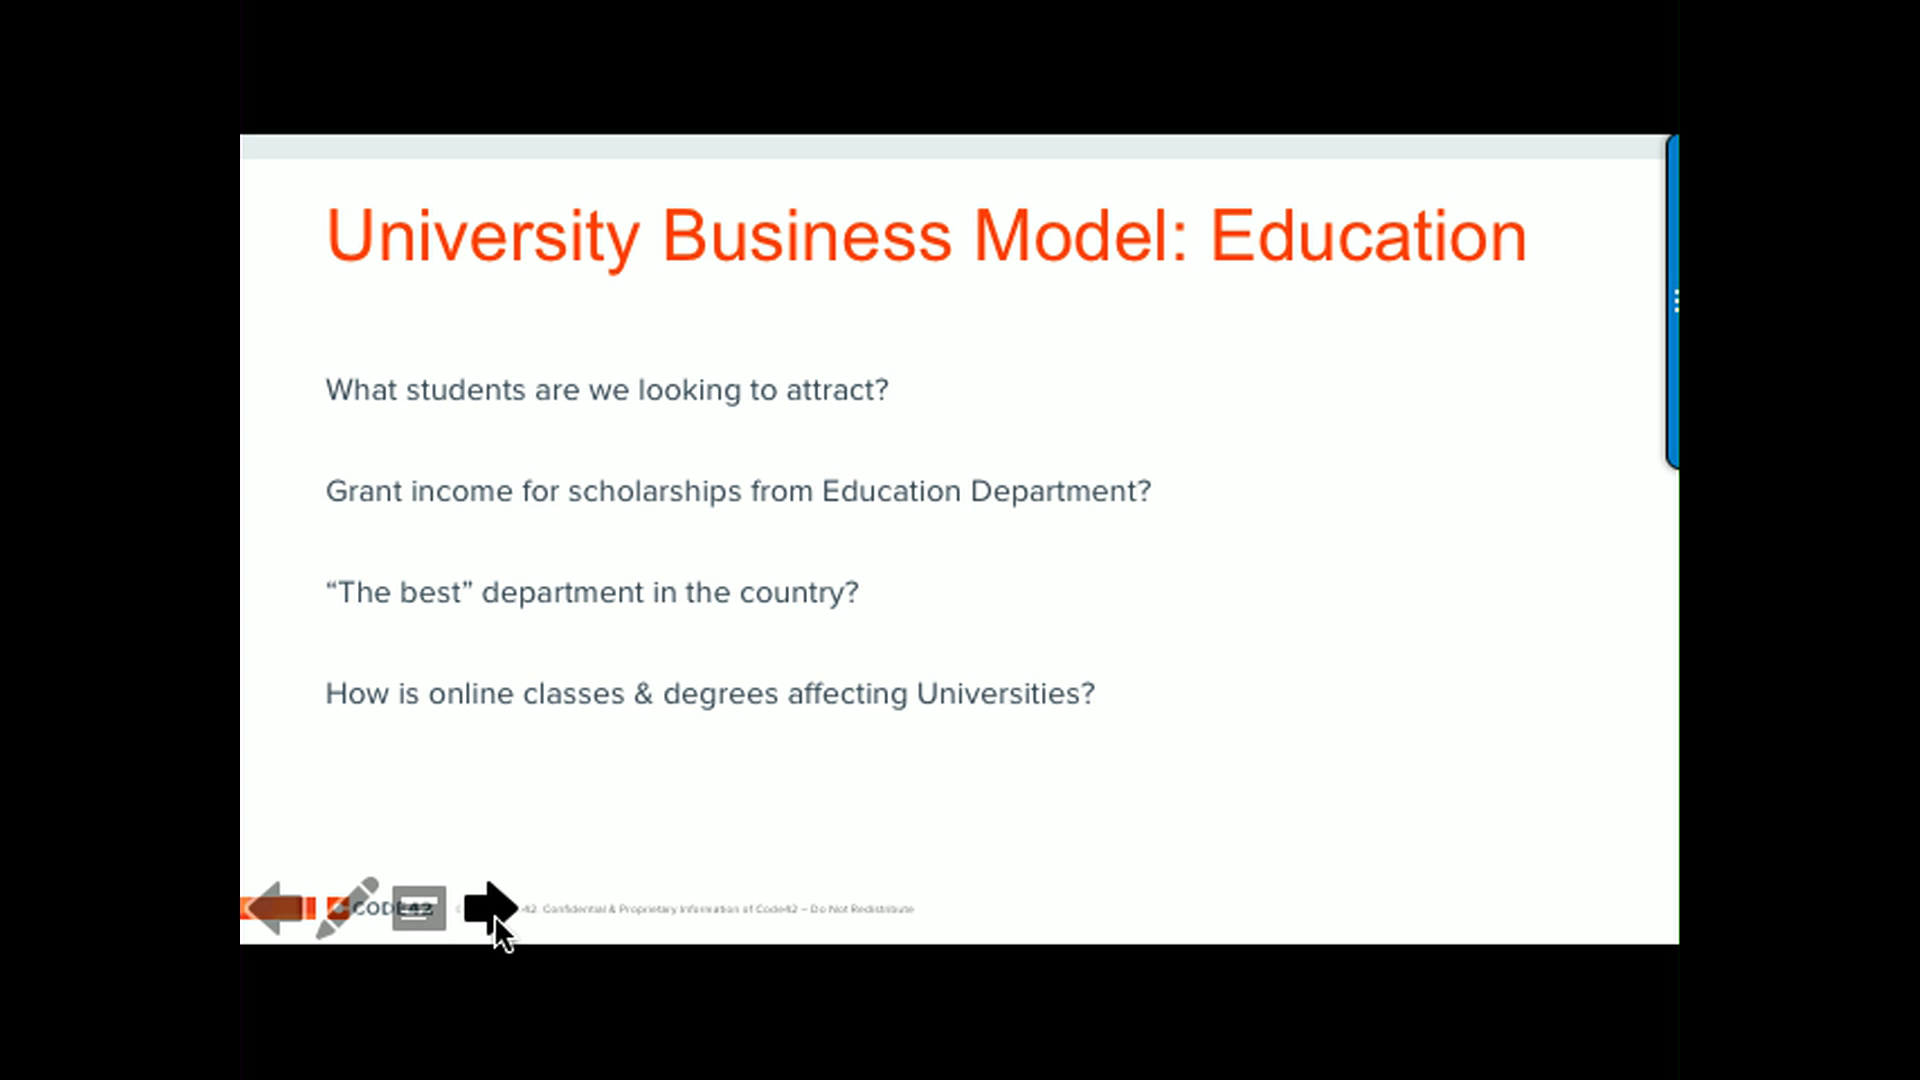 University Business Model: Education
What students are we looking to attract?
Grant income for scholarships from Education Department?
“The best” department in the country?
How is online classes & degrees affecting Universities?
CODE42 42. Confidential & Proprietary Information of Code42 – Do Not Redistribute